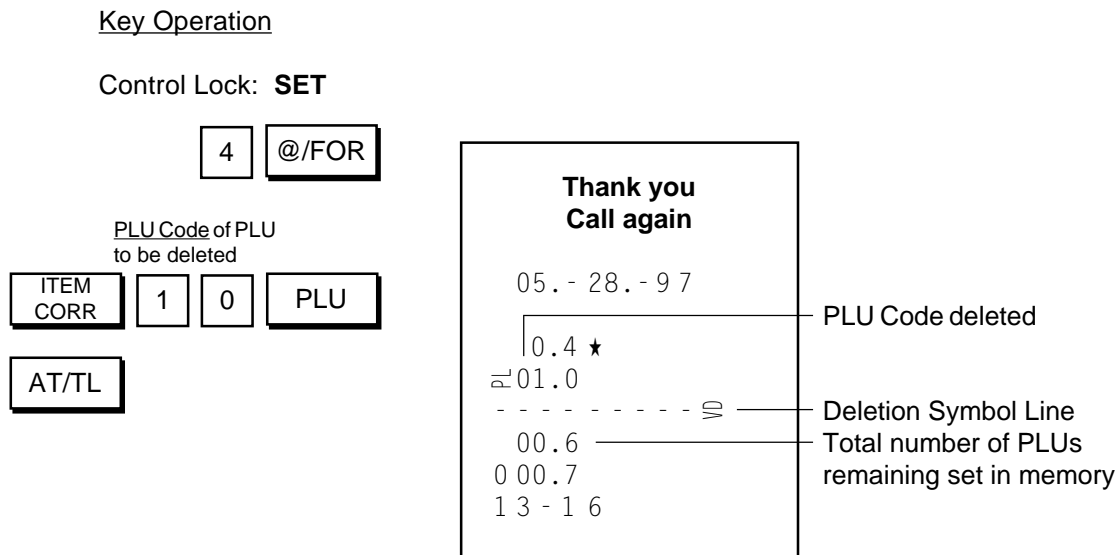 Key Operation
Control Lock: SET
4 @/FOR
PLU Code of PLU
to be deleted
ITEM
CORR
1 0 PLU
AT/TL
Thank you
Call again
05.-28.-97
0.4 ★
PL 01.0
- - - - - - - - - VD
00.6
0 00.7
13-16
PLU Code deleted
Deletion Symbol Line
Total number of PLUs
remaining set in memory